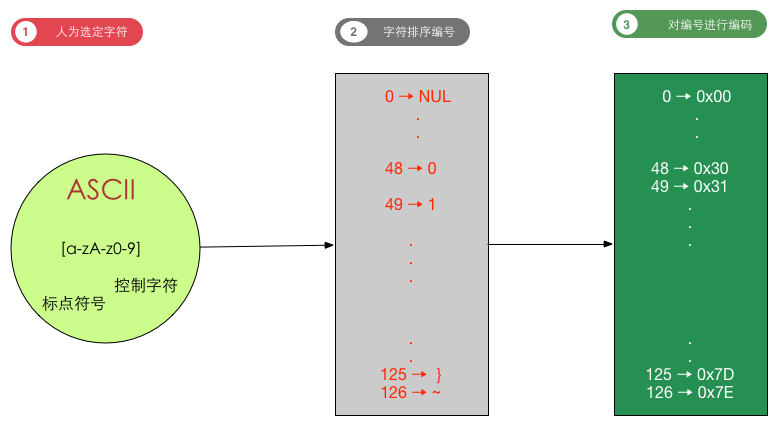 1 人为选定字符
2 字符排序编号
3 对编号进行编码
ASCII
[a-zA-z0-9]
控制字符
标点符号
0 → NUL
.
.
48 → 0
49 → 1
.
.
.
.
.
125 → }
126 → ~
0 → 0x00
.
.
48 → 0x30
49 → 0x31
.
.
.
.
.
125 → 0x7D
126 → 0x7E